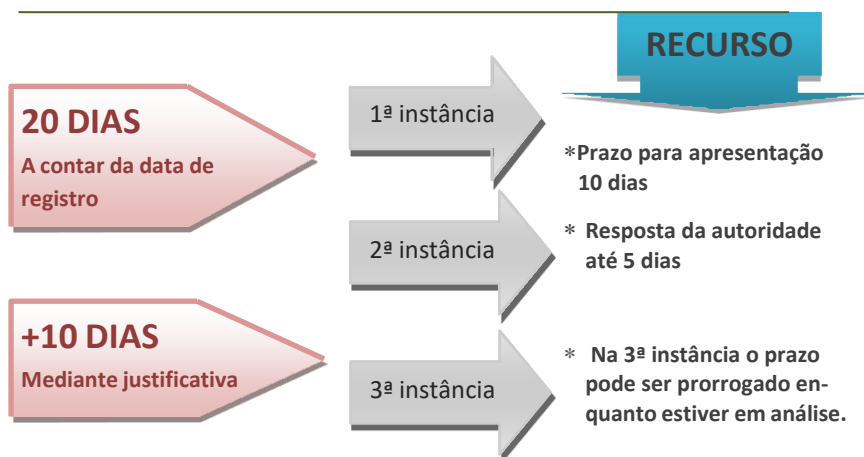 RECURSO
20 DIAS
A contar da data de
registro
+10 DIAS
Mediante justificativa
1ª instância
2ª instância
3ª instância
*Prazo para apresentação
10 dias
* Resposta da autoridade
até 5 dias
* Na 3ª instância o prazo
pode ser prorrogado en-
quanto estiver em análise.